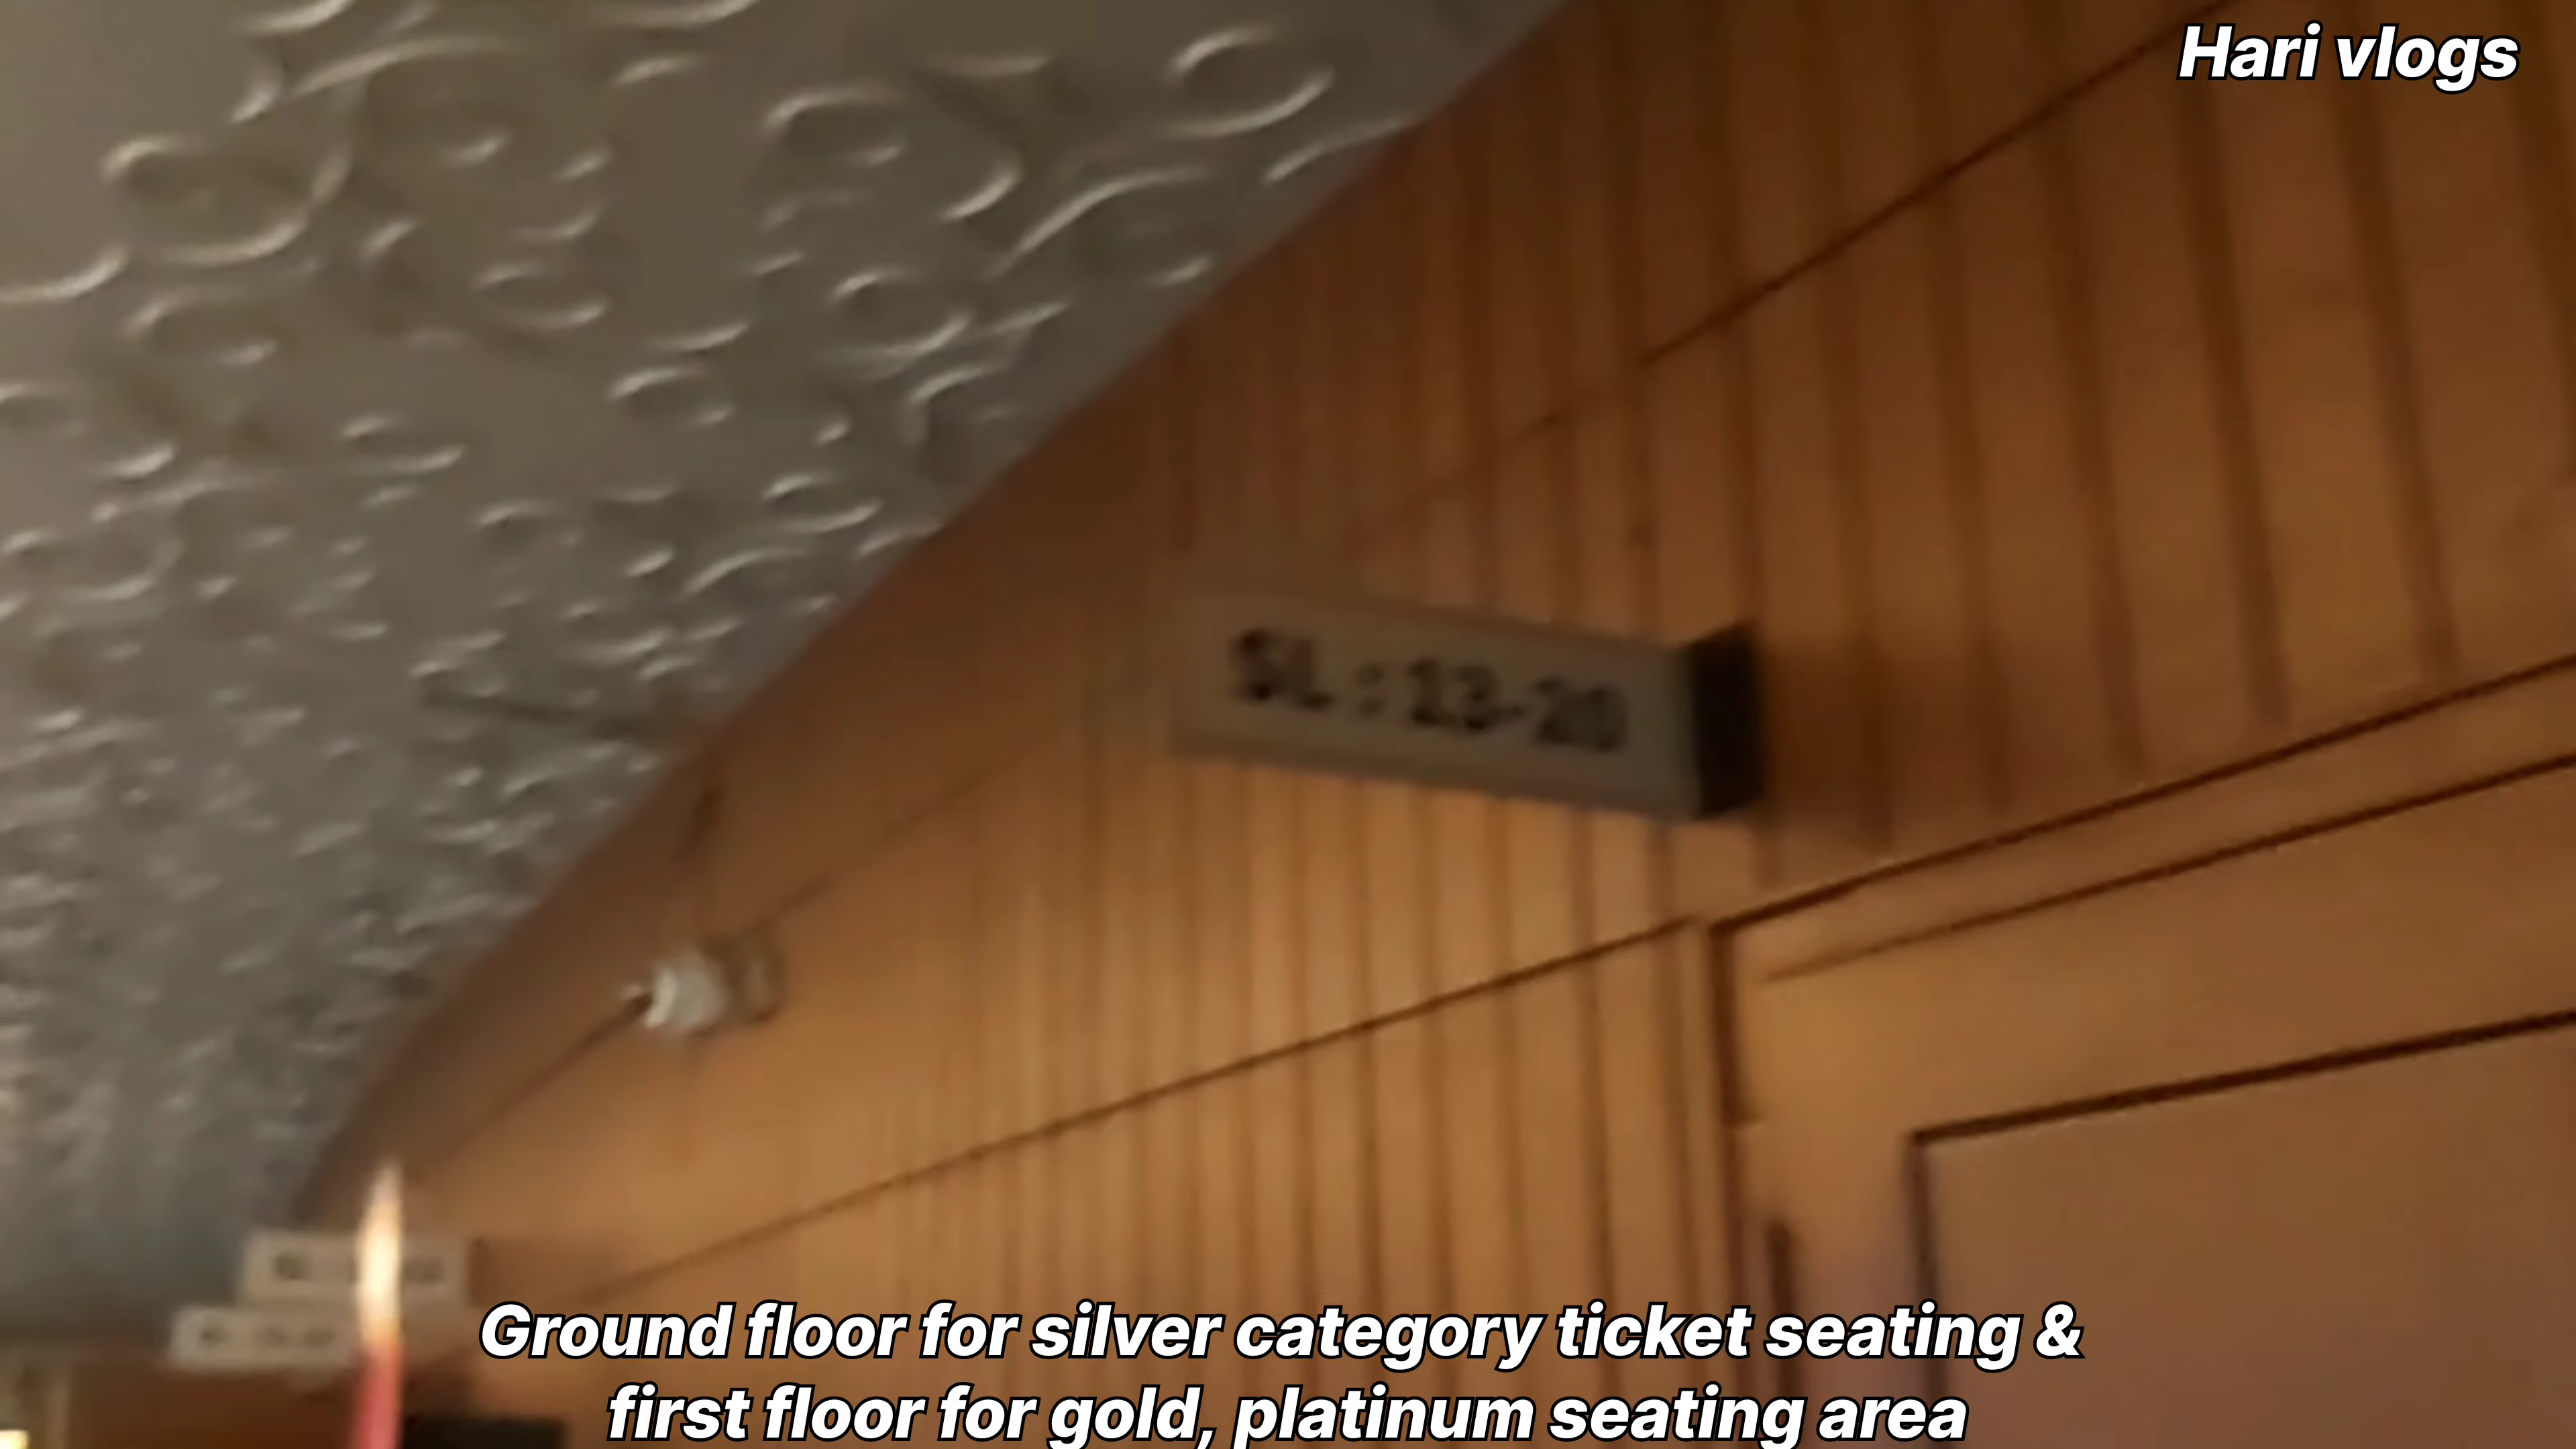 Hari vlogs
SL : 13-20
Ground floor for silver category ticket seating &
first floor for gold, platinum seating area